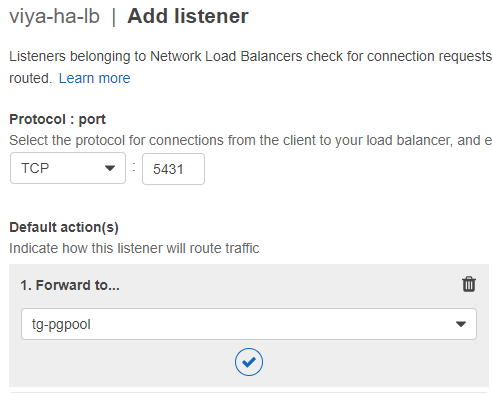 viya-ha-lb | Add listener
Listeners belonging to Network Load Balancers check for connection requests
routed. Learn more
Protocol : port
Select the protocol for connections from the client to your load balancer, and e
TCP : 5431
Default action(s)
Indicate how this listener will route traffic
1. Forward to...
tg-pgpool